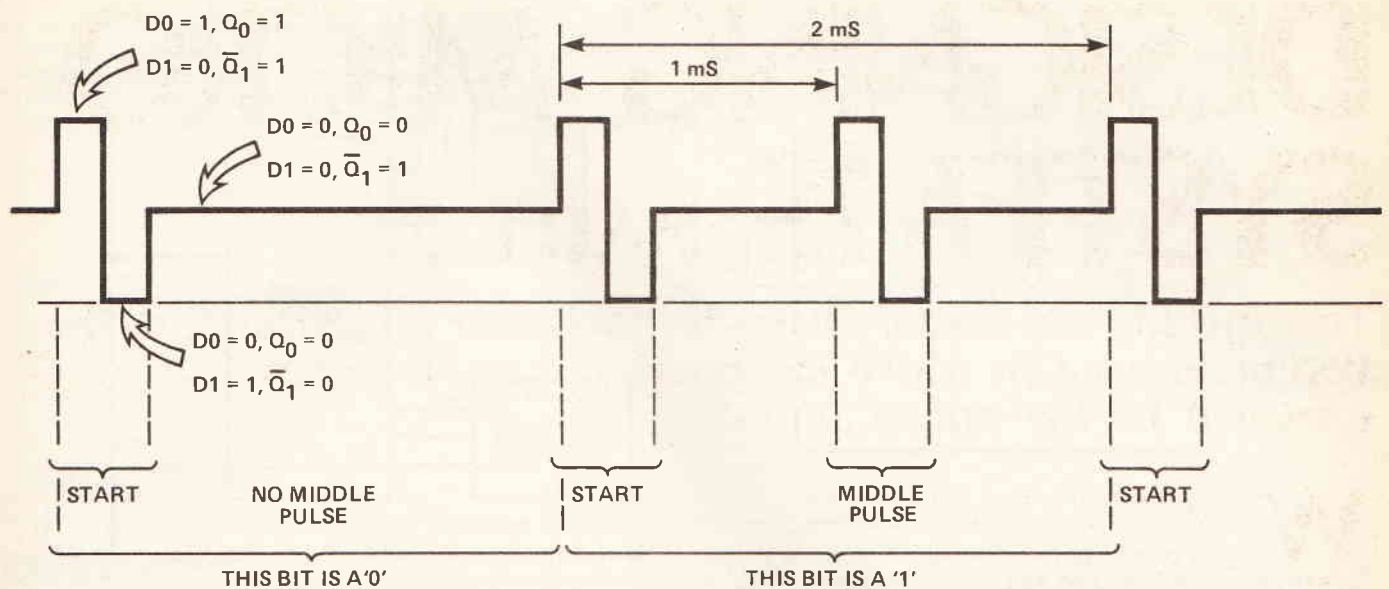 D0 = 1, Q0 = 1
D1 = 0, Q̅1 = 1
2 mS
1 mS
D0 = 0, Q0 = 0
D1 = 0, Q̅1 = 1
D0 = 0, Q0 = 0
D1 = 1, Q̅1 = 0
START
NO MIDDLE
PULSE
START
MIDDLE
PULSE
START
THIS BIT IS A'0'
THIS BIT IS A '1'